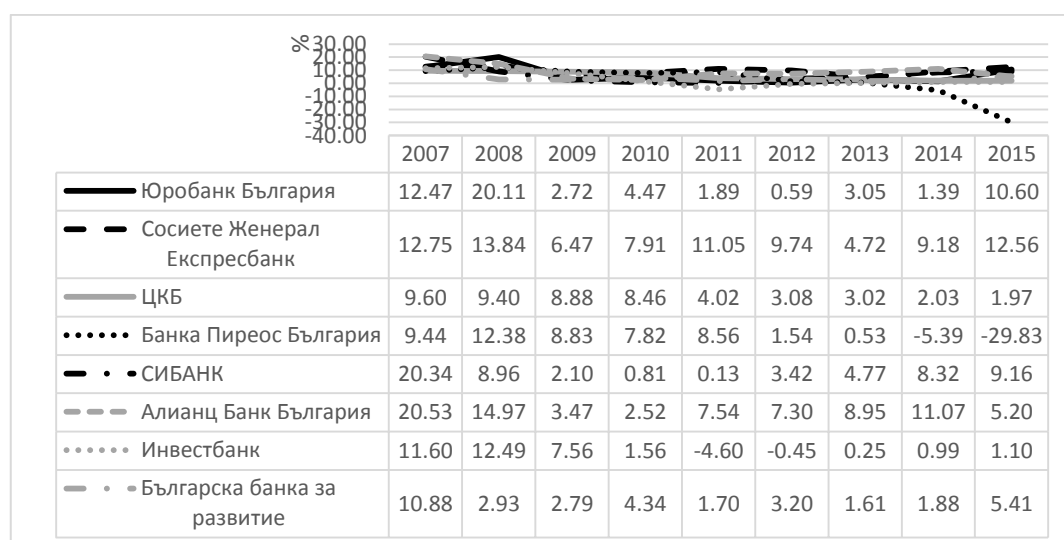 %
30.00
20.00
10.00
0.00
-10.00
-20.00
-30.00
-40.00
2007 2008 2009 2010 2011 2012 2013 2014 2015
Юробанк България 12.47 20.11 2.72 4.47 1.89 0.59 3.05 1.39 10.60
Сосиете Женерал
Експресбанк 12.75 13.84 6.47 7.91 11.05 9.74 4.72 9.18 12.56
ЦКБ 9.60 9.40 8.88 8.46 4.02 3.08 3.02 2.03 1.97
Банка Пиреос България 9.44 12.38 8.83 7.82 8.56 1.54 0.53 -5.39 -29.83
СИБАНК 20.34 8.96 2.10 0.81 0.13 3.42 4.77 8.32 9.16
Алианц Банк България 20.53 14.97 3.47 2.52 7.54 7.30 8.95 11.07 5.20
Инвестбанк 11.60 12.49 7.56 1.56 -4.60 -0.45 0.25 0.99 1.10
Българска банка за
развитие 10.88 2.93 2.79 4.34 1.70 3.20 1.61 1.88 5.41